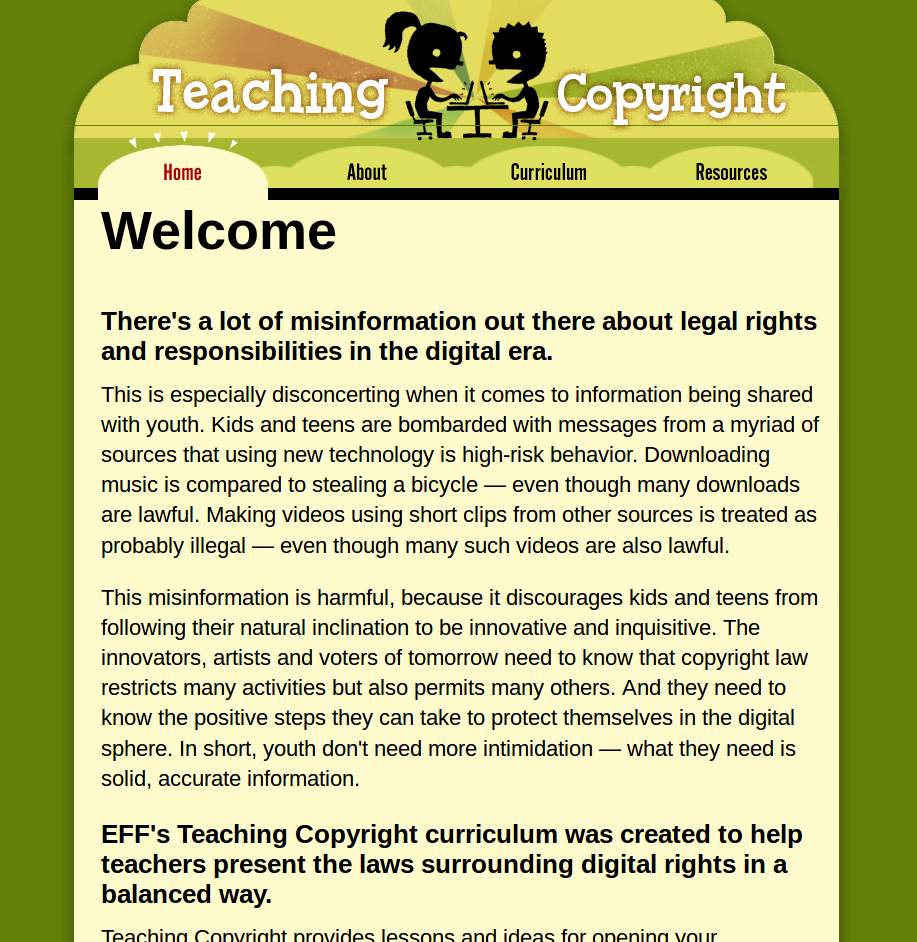 Teaching Copyright
Home About Curriculum Resources
Welcome
There's a lot of misinformation out there about legal rights
and responsibilities in the digital era.
This is especially disconcerting when it comes to information being shared
with youth. Kids and teens are bombarded with messages from a myriad of
sources that using new technology is high-risk behavior. Downloading
music is compared to stealing a bicycle — even though many downloads
are lawful. Making videos using short clips from other sources is treated as
probably illegal — even though many such videos are also lawful.
This misinformation is harmful, because it discourages kids and teens from
following their natural inclination to be innovative and inquisitive. The
innovators, artists and voters of tomorrow need to know that copyright law
restricts many activities but also permits many others. And they need to
know the positive steps they can take to protect themselves in the digital
sphere. In short, youth don't need more intimidation — what they need is
solid, accurate information.
EFF's Teaching Copyright curriculum was created to help
teachers present the laws surrounding digital rights in a
balanced way.
Teaching Copyright provides lessons and ideas for opening your